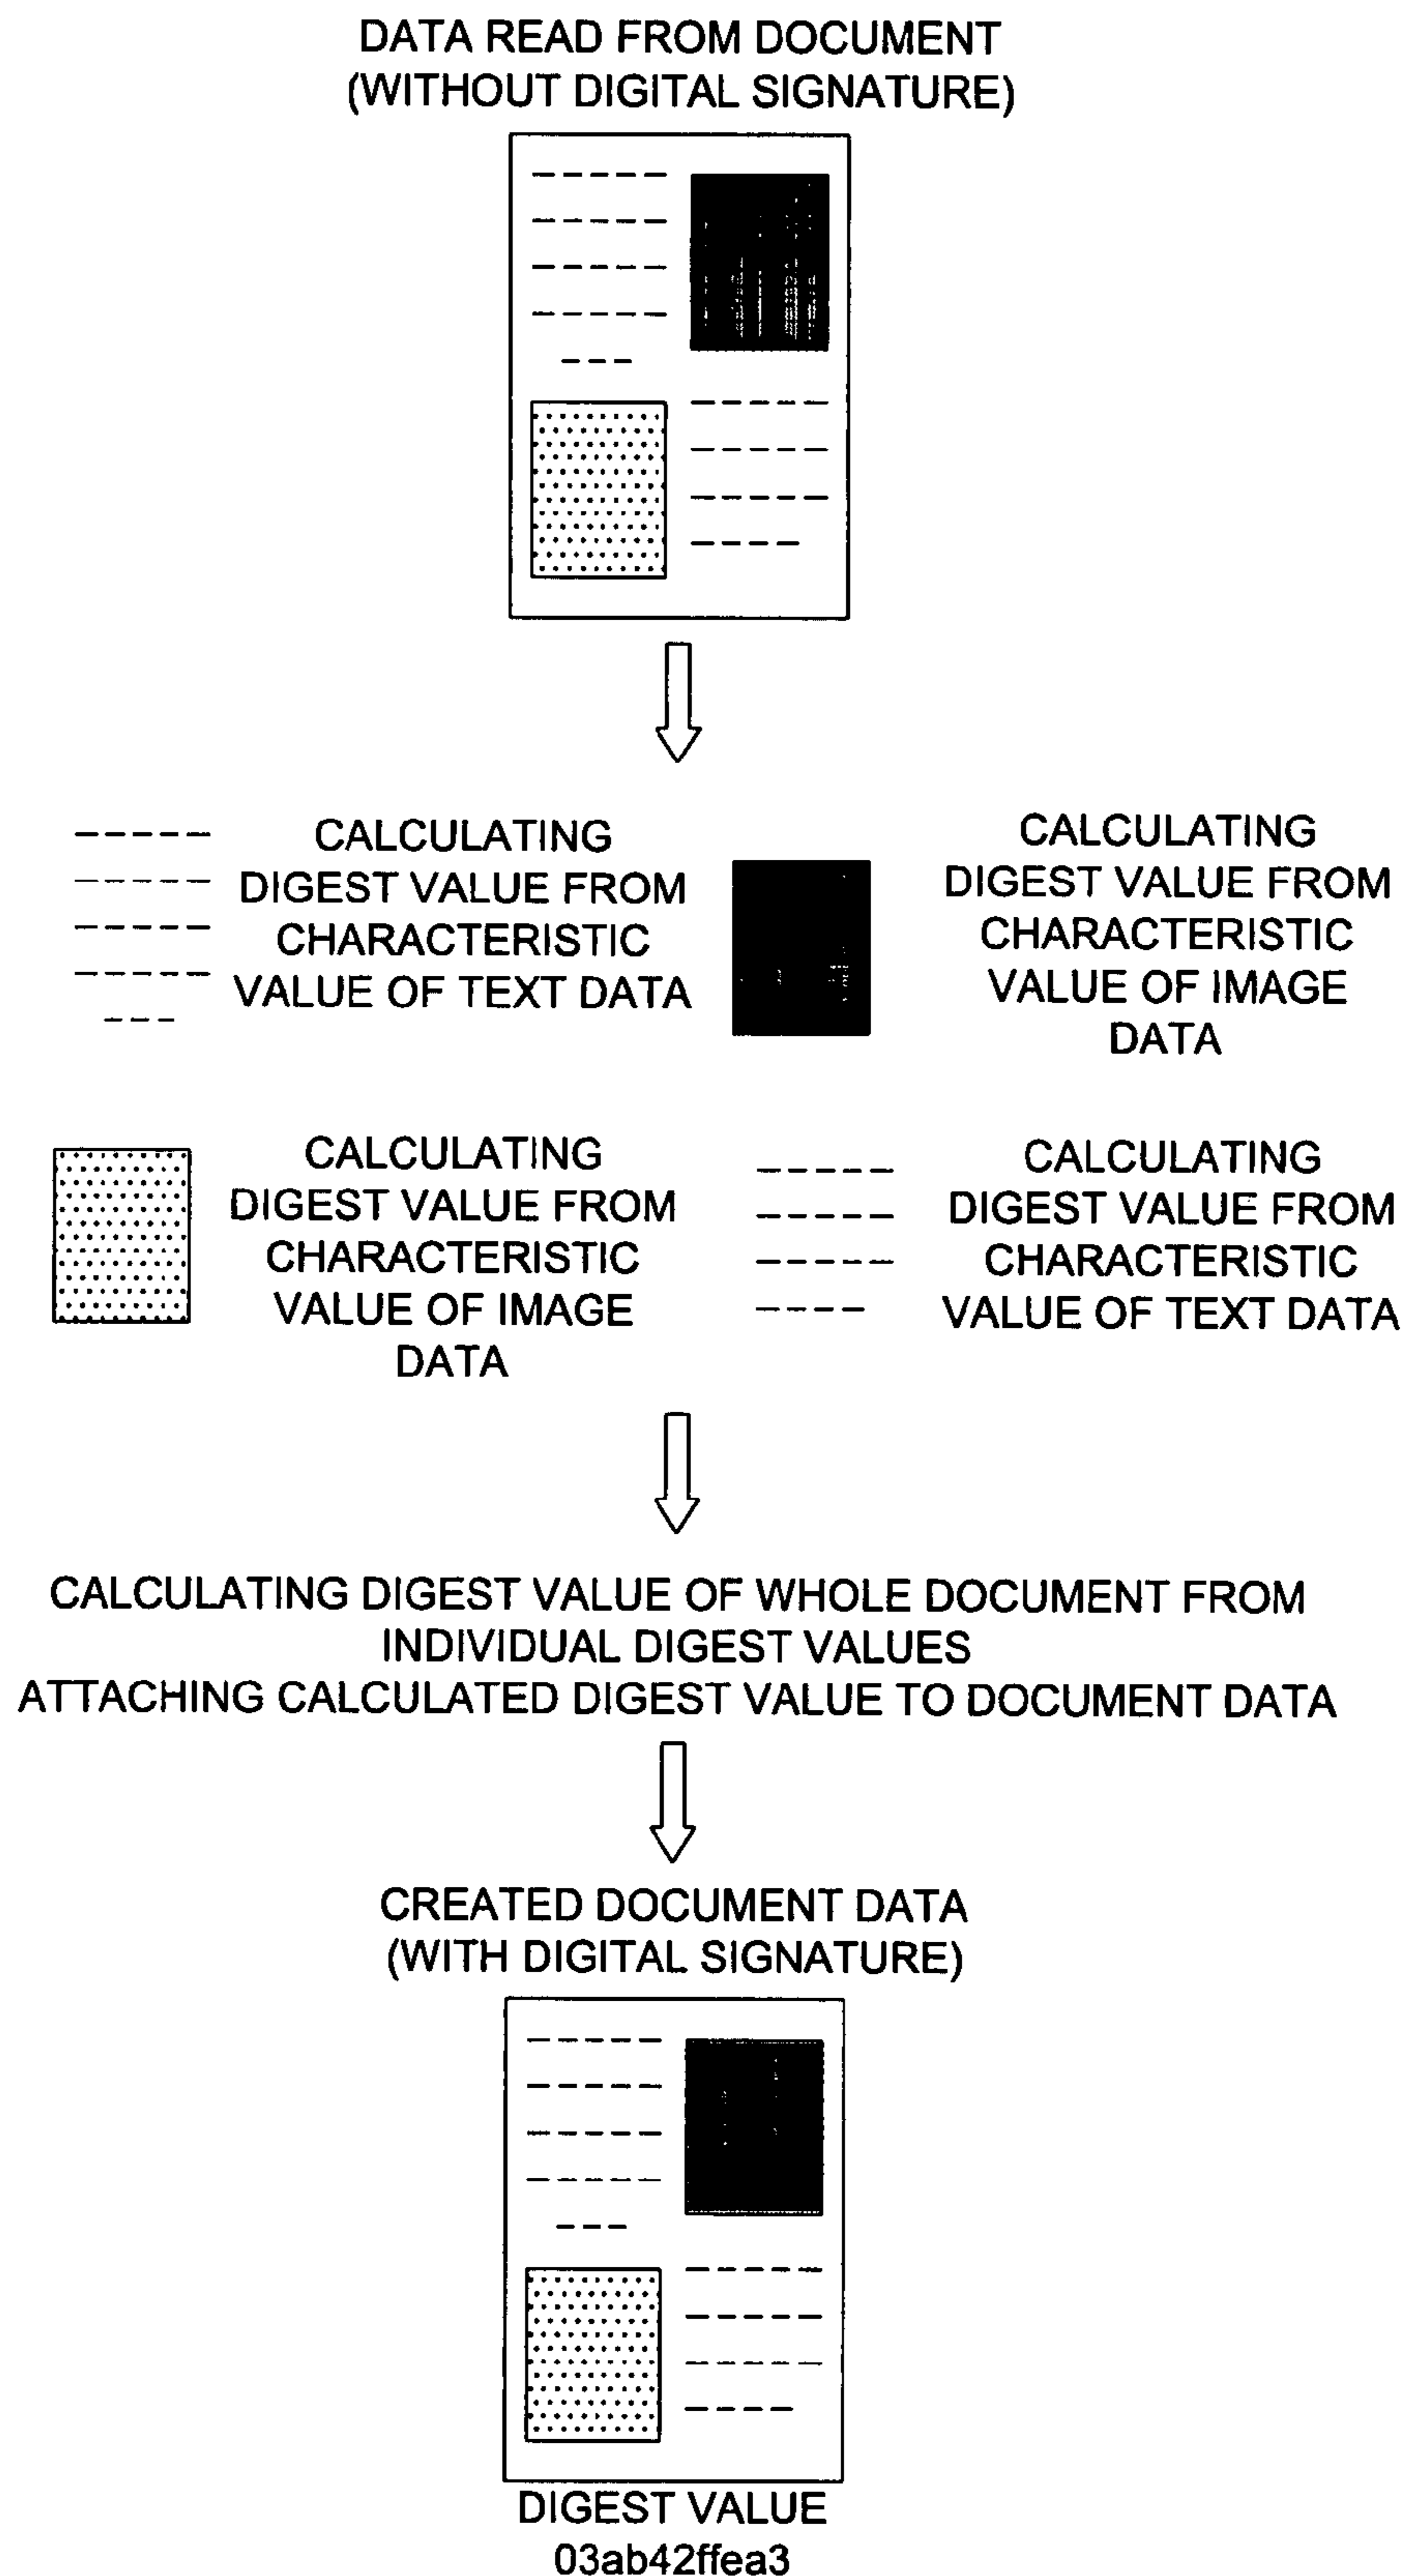 DATA READ FROM DOCUMENT
(WITHOUT DIGITAL SIGNATURE)
CALCULATING
DIGEST VALUE FROM
CHARACTERISTIC
VALUE OF TEXT DATA
CALCULATING
DIGEST VALUE FROM
CHARACTERISTIC
VALUE OF IMAGE
DATA
CALCULATING
DIGEST VALUE FROM
CHARACTERISTIC
VALUE OF IMAGE
DATA
CALCULATING
DIGEST VALUE FROM
CHARACTERISTIC
VALUE OF TEXT DATA
CALCULATING DIGEST VALUE OF WHOLE DOCUMENT FROM
INDIVIDUAL DIGEST VALUES
ATTACHING CALCULATED DIGEST VALUE TO DOCUMENT DATA
CREATED DOCUMENT DATA
(WITH DIGITAL SIGNATURE)
DIGEST VALUE
03ab42ffea3